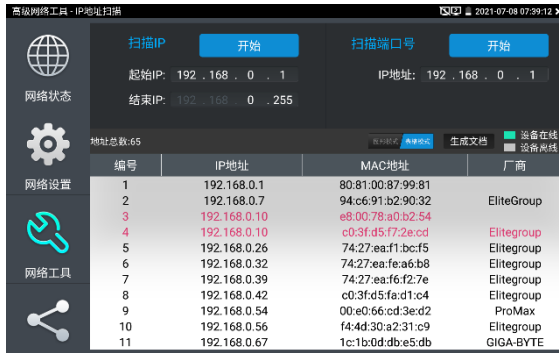 高级网络工具 - IP地址扫描 2021-07-08 07:39:12
扫描IP 开始 扫描端口号 开始
起始IP: 192 . 168 . 0 . 1 IP地址: 192 . 168 . 0 . 1
结束IP: 192 . 168 . 0 . 255
网络状态
地址总数:65 图形模式 表格模式 生成文档 设备在线
设备离线
编号 IP地址 MAC地址 厂商
网络设置
1 192.168.0.1 80:81:00:87:99:81
2 192.168.0.7 94:c6:91:b2:90:32 EliteGroup
3 192.168.0.10 e8:00:78:a0:b2:54
4 192.168.0.10 c0:3f:d5:f7:2e:cd Elitegroup
5 192.168.0.26 74:27:ea:f1:bc:f5 Elitegroup
6 192.168.0.32 74:27:ea:fe:a6:b8 Elitegroup
网络工具
7 192.168.0.39 74:27:ea:f6:f2:7e Elitegroup
8 192.168.0.42 c0:3f:d5:fa:d1:c4 Elitegroup
9 192.168.0.54 00:e0:66:cd:3e:d2 ProMax
10 192.168.0.56 f4:4d:30:a2:31:c9 Elitegroup
11 192.168.0.67 1c:1b:0d:db:e5:db GIGA-BYTE